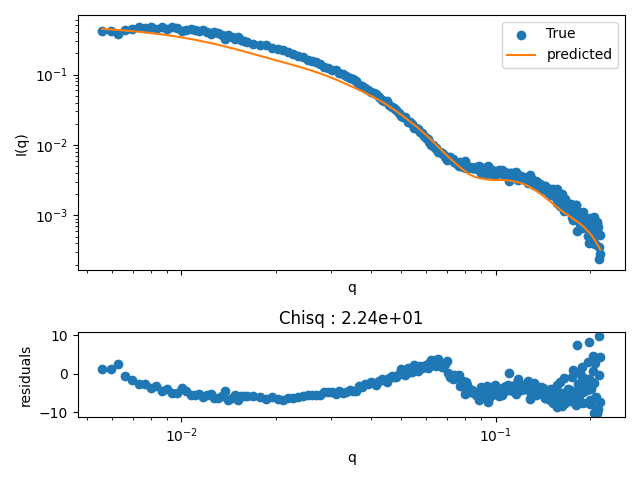 True
predicted
10⁻¹
10⁻²
10⁻³
I(q)
q
Chisq : 2.24e+01
10
0
−10
residuals
10⁻²
10⁻¹
q